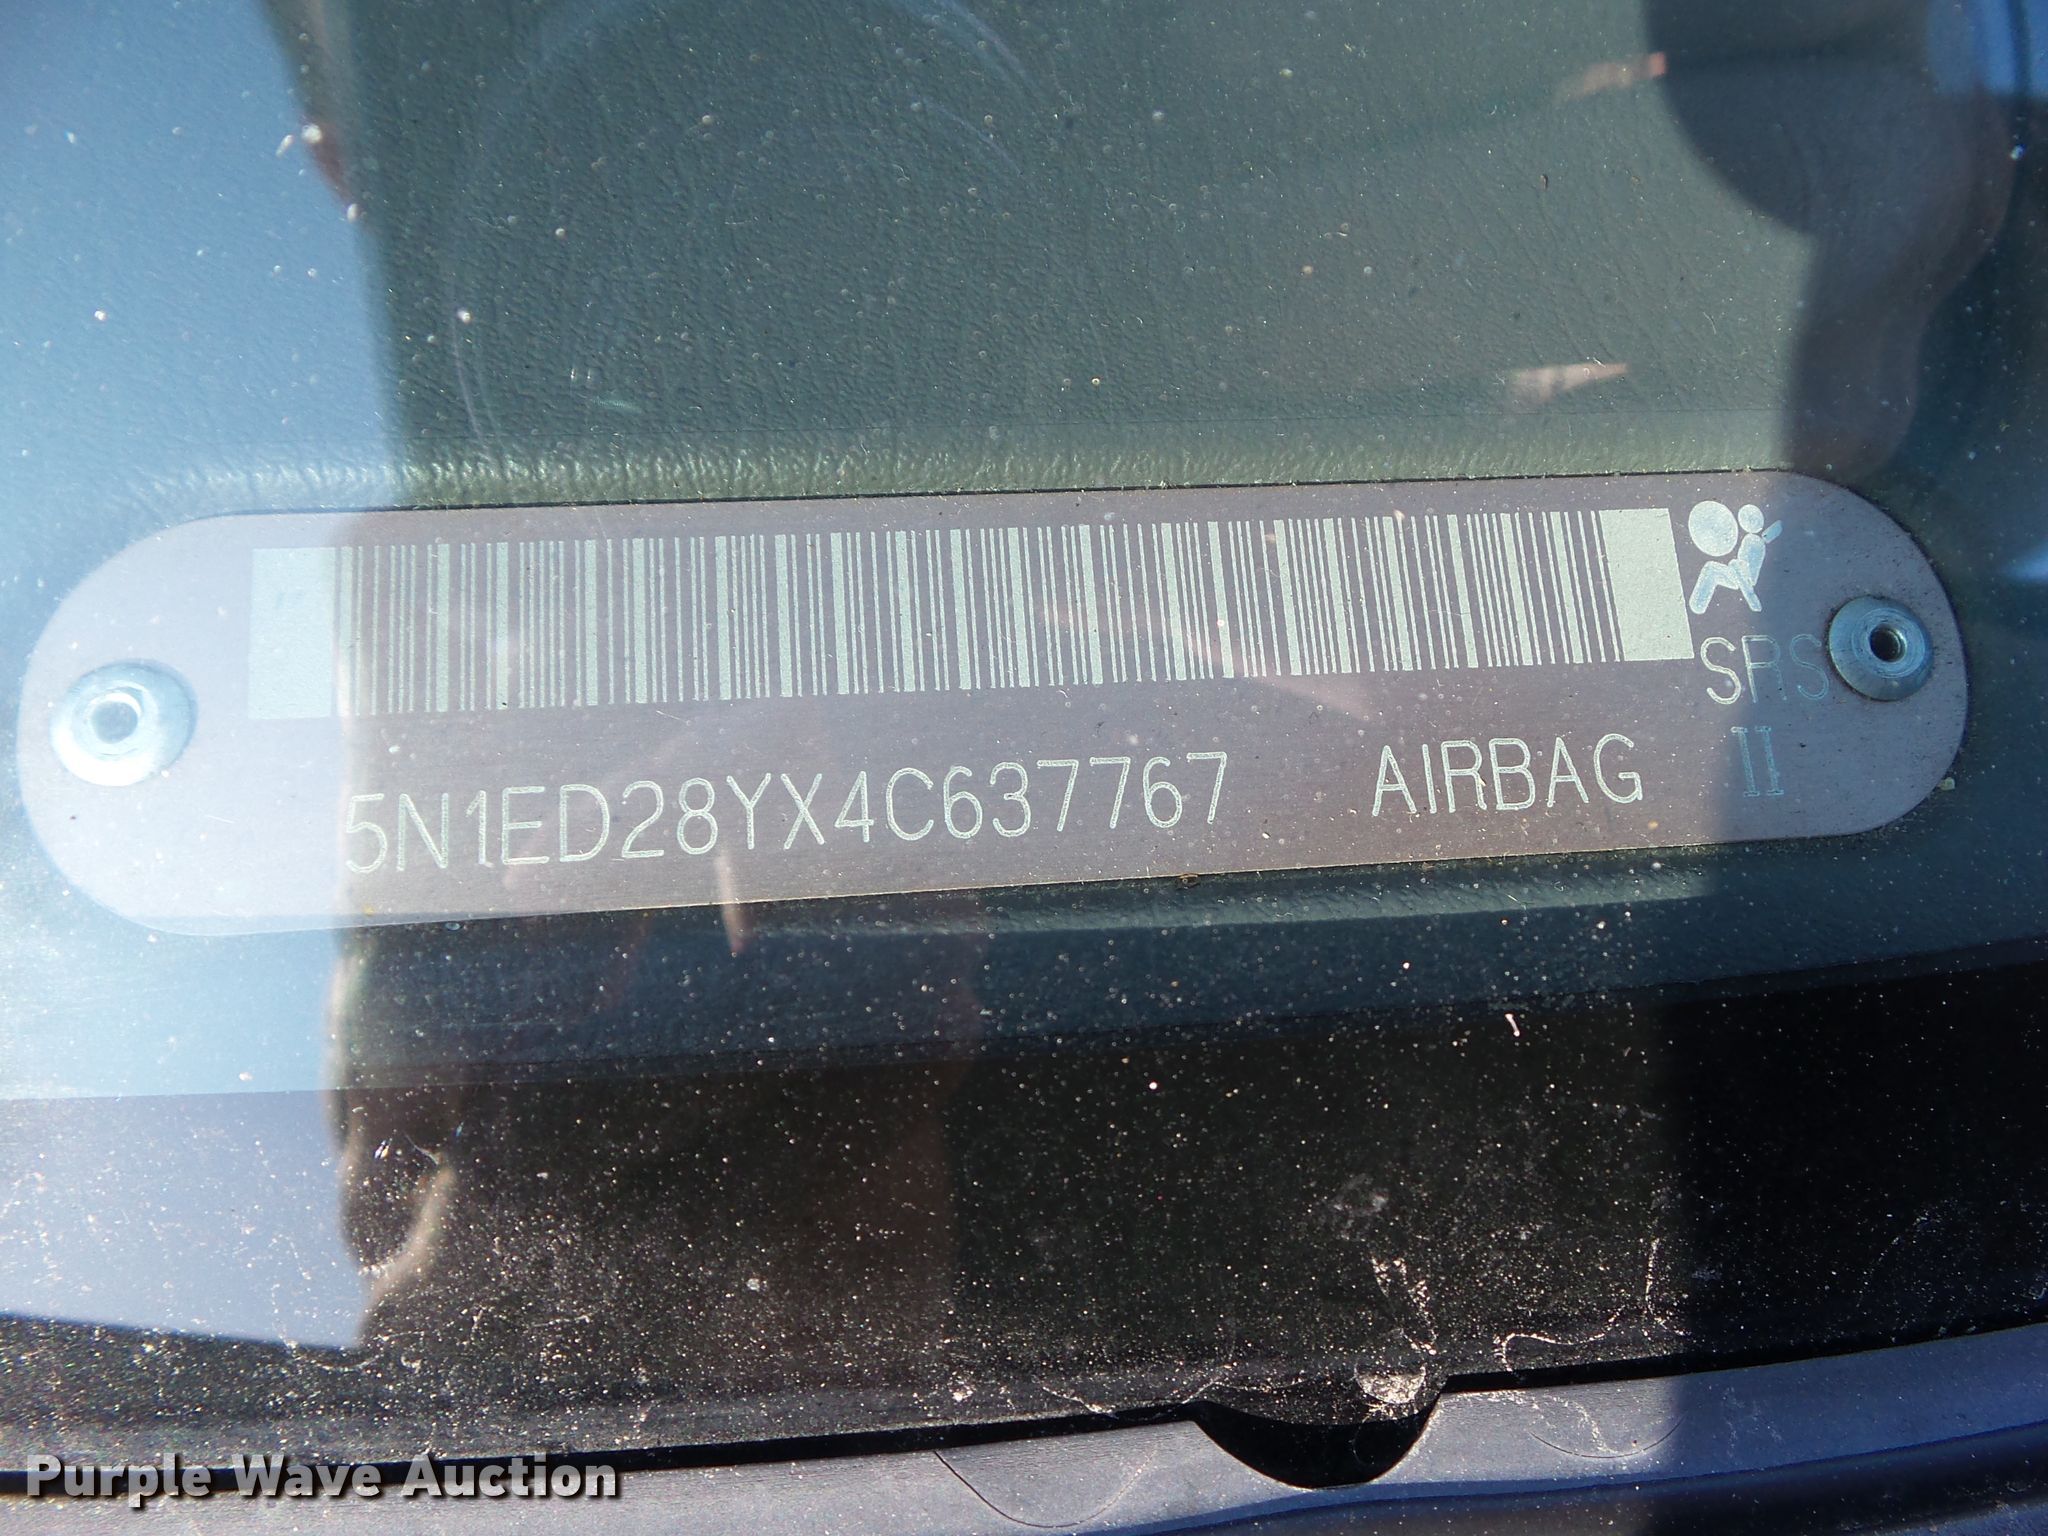 5N1ED28YX4C637767 AIRBAG
SRS
II
Purple Wave Auction